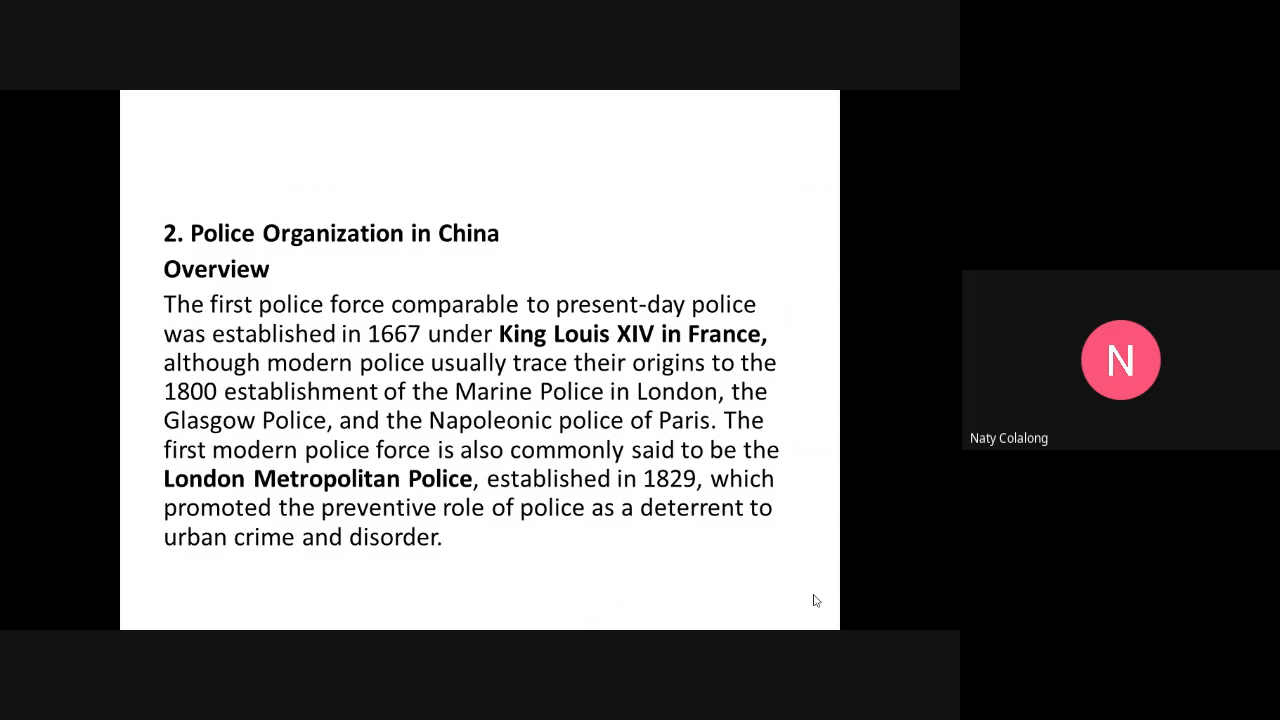 2. Police Organization in China
Overview
The first police force comparable to present-day police
was established in 1667 under King Louis XIV in France,
although modern police usually trace their origins to the
1800 establishment of the Marine Police in London, the
Glasgow Police, and the Napoleonic police of Paris. The
first modern police force is also commonly said to be the
London Metropolitan Police, established in 1829, which
promoted the preventive role of police as a deterrent to
urban crime and disorder.
N
Naty Colalong